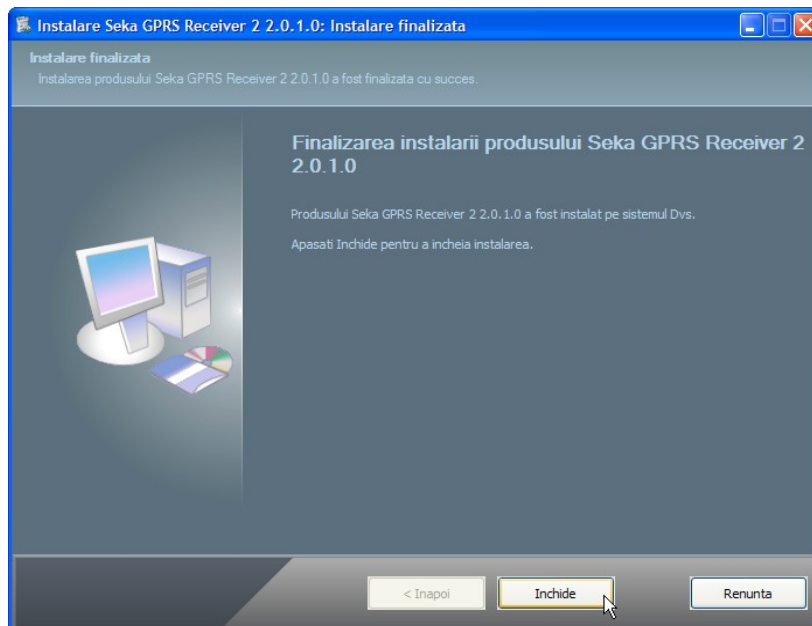 Instalare Seka GPRS Receiver 2 2.0.1.0: Instalare finalizata
Instalare finalizata
Instalarea produsului Seka GPRS Receiver 2 2.0.1.0 a fost finalizata cu succes.
Finalizarea instalarii produsului Seka GPRS Receiver 2
2.0.1.0
Produsului Seka GPRS Receiver 2 2.0.1.0 a fost instalat pe sistemul Dvs.
Apasati Inchide pentru a incheia instalarea.
< Inapoi
Inchide
Renunta